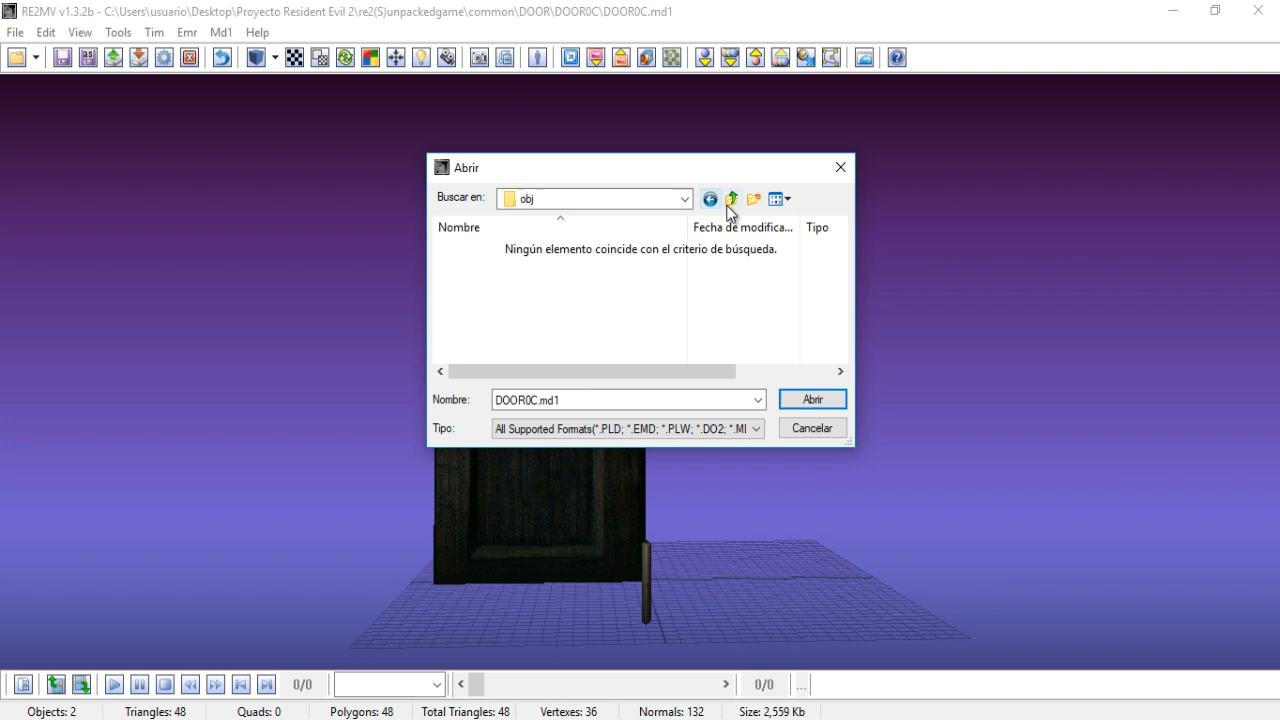 RE2MV v1.3.2b - C:\Users\usuario\Desktop\Proyecto Resident Evil 2\re2(S)unpackedgame\common\DOOR\DOOR0C\DOOR0C.md1
File Edit View Tools Tim Emr Md1 Help
Abrir
Buscar en: obj
Nombre Fecha de modifica... Tipo
Ningún elemento coincide con el criterio de búsqueda.
Nombre: DOOR0C.md1 Abrir
Tipo: All Supported Formats(*.PLD; *.EMD; *.PLW; *.DO2; *.MI Cancelar
0/0 0/0 ...
Objects: 2 Triangles: 48 Quads: 0 Polygons: 48 Total Triangles: 48 Vertexes: 36 Normals: 132 Size: 2,559 Kb